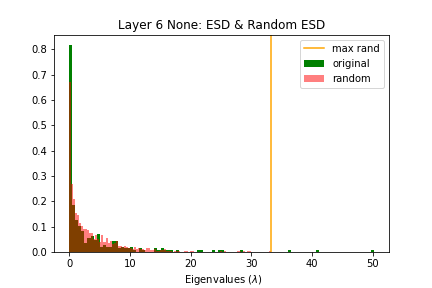 Layer 6 None: ESD & Random ESD
max rand
original
random
0.8
0.7
0.6
0.5
0.4
0.3
0.2
0.1
0.0
0 10 20 30 40 50
Eigenvalues (λ)